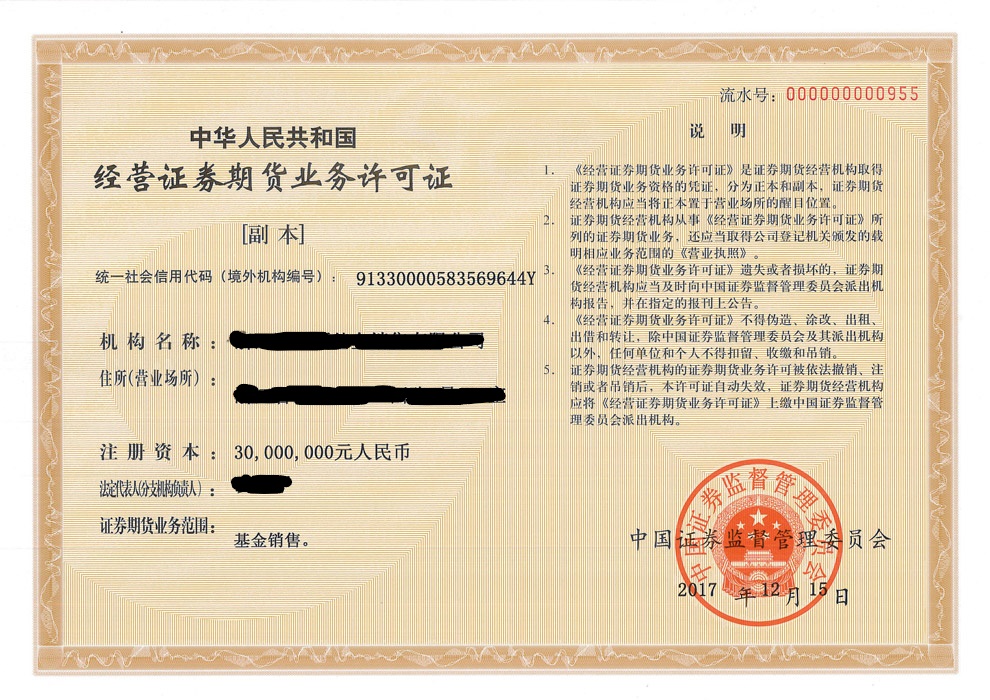 流水号：000000000955
中华人民共和国
经营证券期货业务许可证
[副 本]
统一社会信用代码（境外机构编号）：91330000583569644Y
机构名称：
住所(营业场所)：
注册资本：30,000,000元人民币
法定代表人(分支机构负责人)：
证券期货业务范围：
基金销售。
说 明
1. 《经营证券期货业务许可证》是证券期货经营机构取得
证券期货业务资格的凭证，分为正本和副本，证券期货
经营机构应当将正本置于营业场所的醒目位置。
2. 证券期货经营机构从事《经营证券期货业务许可证》所
列的证券期货业务，还应当取得公司登记机关颁发的载
明相应业务范围的《营业执照》。
3. 《经营证券期货业务许可证》遗失或者损坏的，证券期
货经营机构应当及时向中国证券监督管理委员会派出机
构报告，并在指定的报刊上公告。
4. 《经营证券期货业务许可证》不得伪造、涂改、出租、
出借和转让，除中国证券监督管理委员会及其派出机构
以外，任何单位和个人不得扣留、收缴和吊销。
5. 证券期货经营机构的证券期货业务许可被依法撤销、注
销或者吊销后，本许可证自动失效，证券期货经营机构
应将《经营证券期货业务许可证》上缴中国证券监督管
理委员会派出机构。
中国证券监督管理委员会
中国证券监督管理委员会
2017 年 12 月 15 日